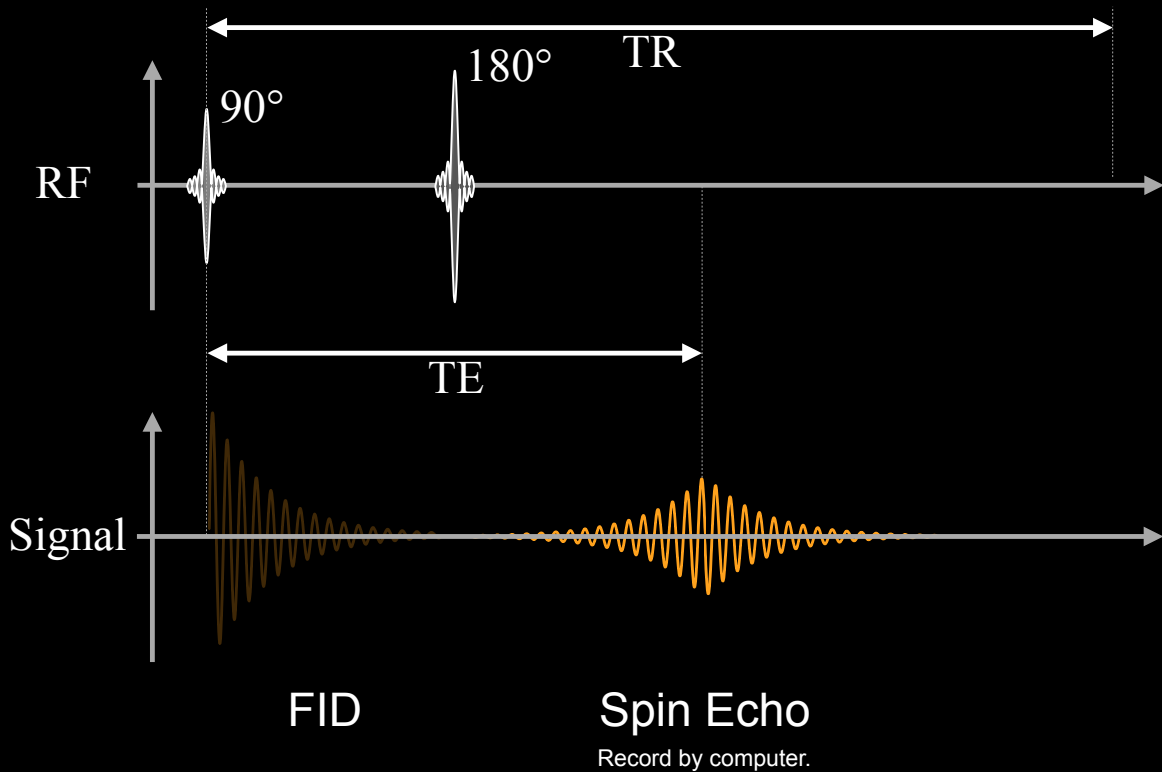 TR
90°
180°
RF
TE
Signal
FID
Spin Echo
Record by computer.